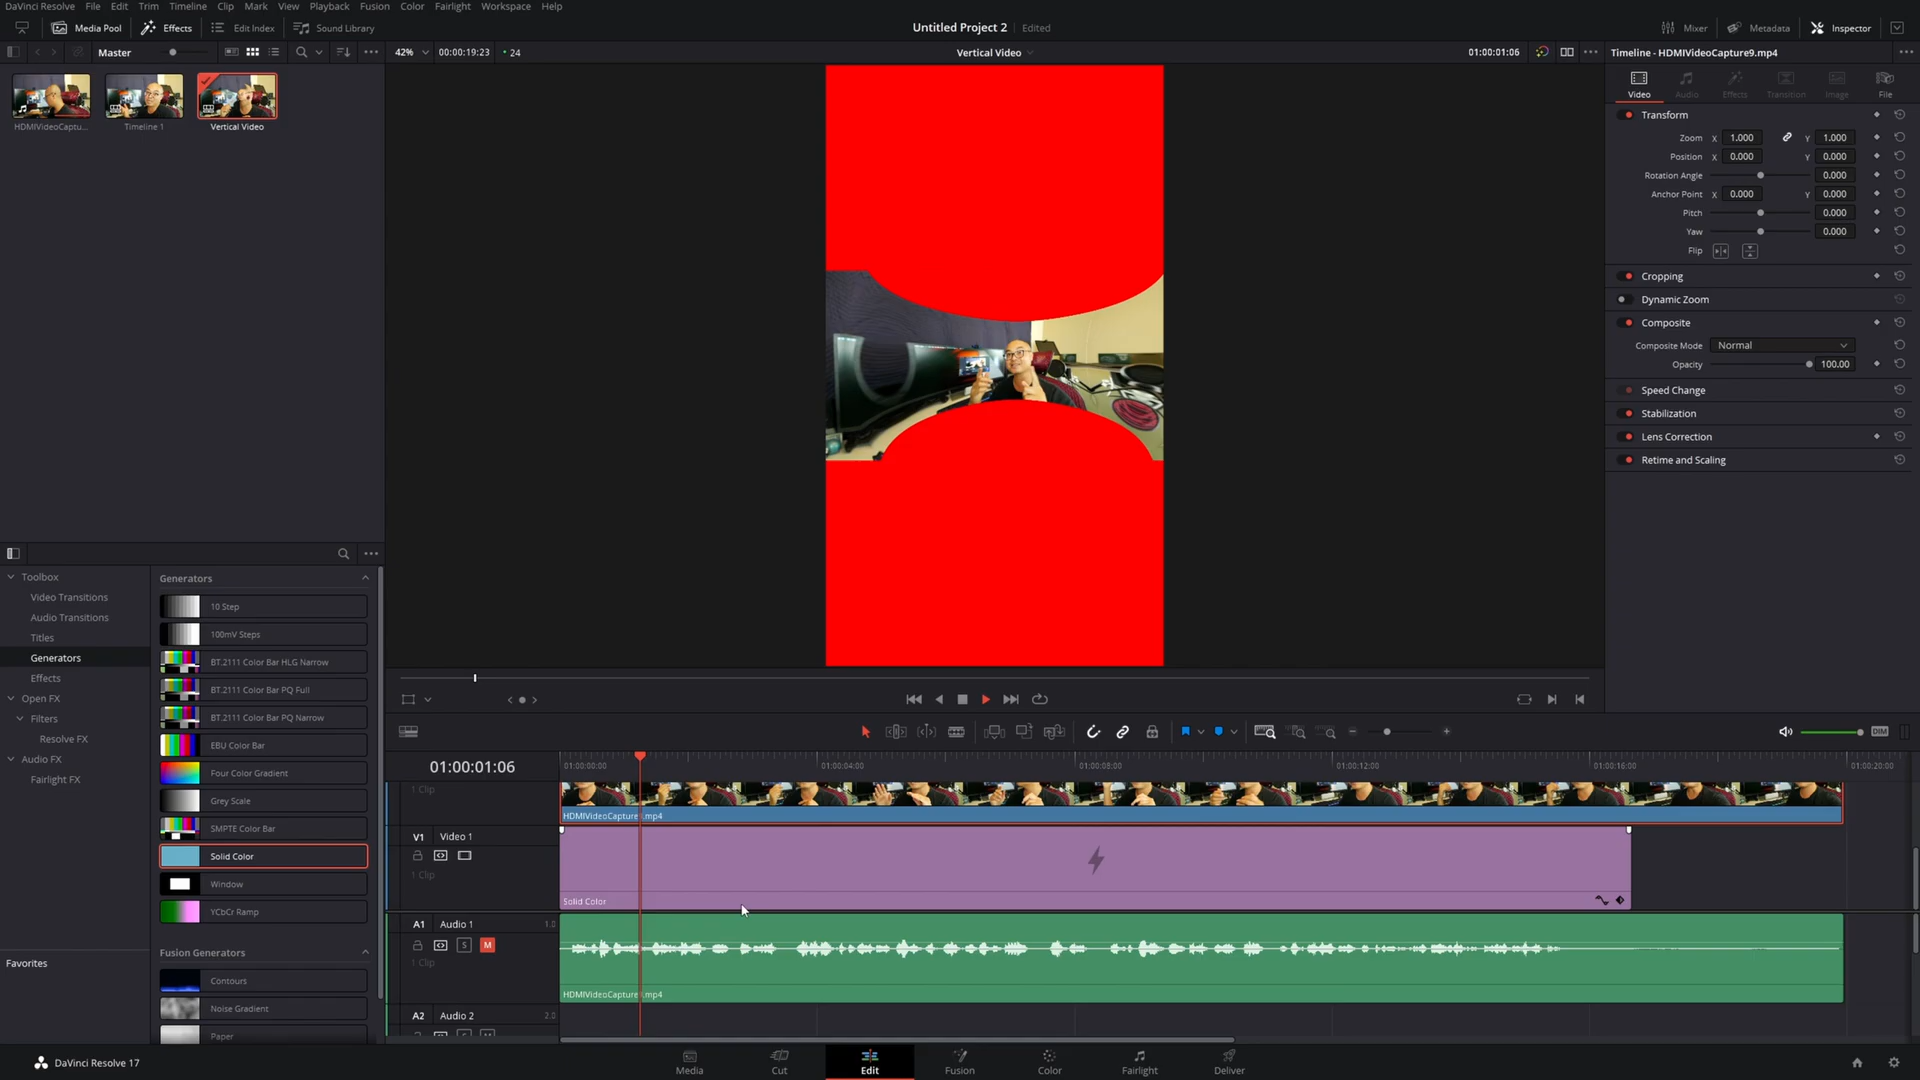 DaVinci Resolve File Edit Trim Timeline Clip Mark View Playback Fusion Color Fairlight Workspace Help
Media Pool Effects Edit Index Sound Library Untitled Project 2 Edited Mixer Metadata Inspector
Master 42% 00:00:19:23 24 Vertical Video 01:00:01:06 Timeline - HDMIVideoCapture9.mp4
HDMIVideoCaptu... Timeline 1 Vertical Video
Video Audio Effects Transition Image File
Transform
Zoom X 1.000 Y 1.000
Position X 0.000 Y 0.000
Rotation Angle 0.000
Anchor Point X 0.000 Y 0.000
Pitch 0.000
Yaw 0.000
Flip
Cropping
Dynamic Zoom
Composite
Composite Mode Normal
Opacity 100.00
Speed Change
Stabilization
Lens Correction
Retime and Scaling
Toolbox
Video Transitions
Audio Transitions
Titles
Generators
Effects
Open FX
Filters
Resolve FX
Audio FX
Fairlight FX
Favorites
Generators
10 Step
100mV Steps
BT.2111 Color Bar HLG Narrow
BT.2111 Color Bar PQ Full
BT.2111 Color Bar PQ Narrow
EBU Color Bar
Four Color Gradient
Grey Scale
SMPTE Color Bar
Solid Color
Window
YCbCr Ramp
Fusion Generators
Contours
Noise Gradient
Paper
DIM
01:00:01:06 01:00:00:00 01:00:04:00 01:00:08:00 01:00:12:00 01:00:16:00 01:00:20:00
1 Clip
HDMIVideoCapture .mp4
V1 Video 1
1 Clip
Solid Color
A1 Audio 1 1.0
S M
1 Clip
HDMIVideoCapture .mp4
A2 Audio 2 2.0
DaVinci Resolve 17 Media Cut Edit Fusion Color Fairlight Deliver